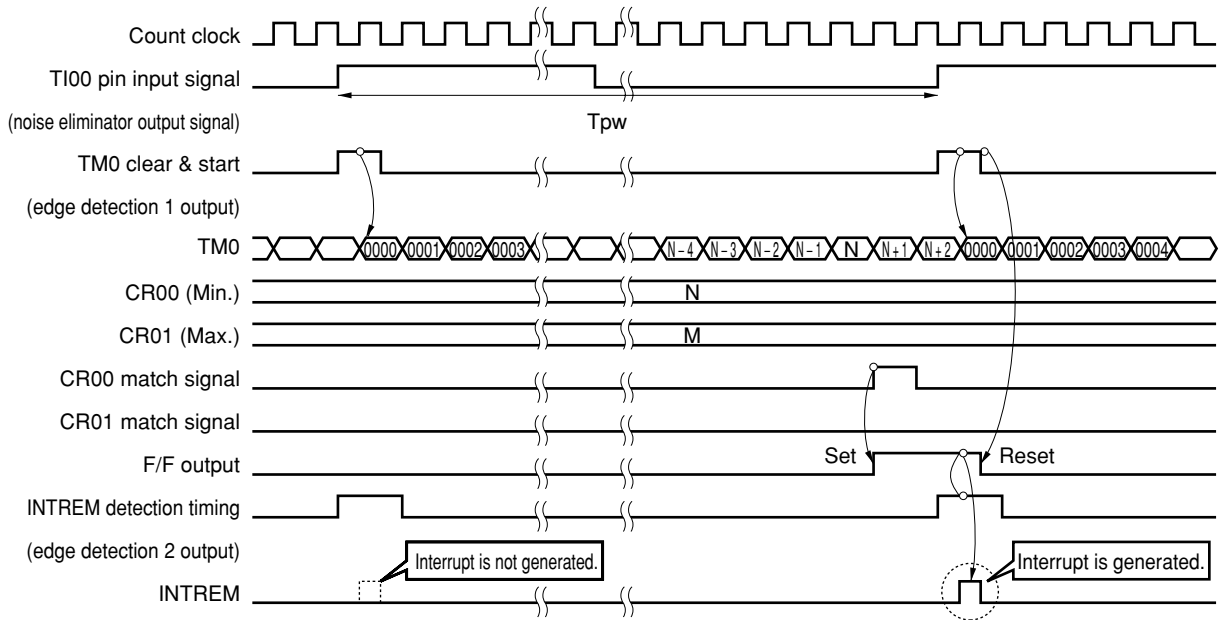 Count clock
TI00 pin input signal
(noise eliminator output signal)
Tpw
TM0 clear & start
(edge detection 1 output)
TM0 0000 0001 0002 0003 N – 4 N – 3 N – 2 N – 1 N N + 1 N + 2 0000 0001 0002 0003 0004
CR00 (Min.) N
CR01 (Max.) M
CR00 match signal
CR01 match signal
F/F output Set Reset
INTREM detection timing
(edge detection 2 output)
Interrupt is not generated. Interrupt is generated.
INTREM